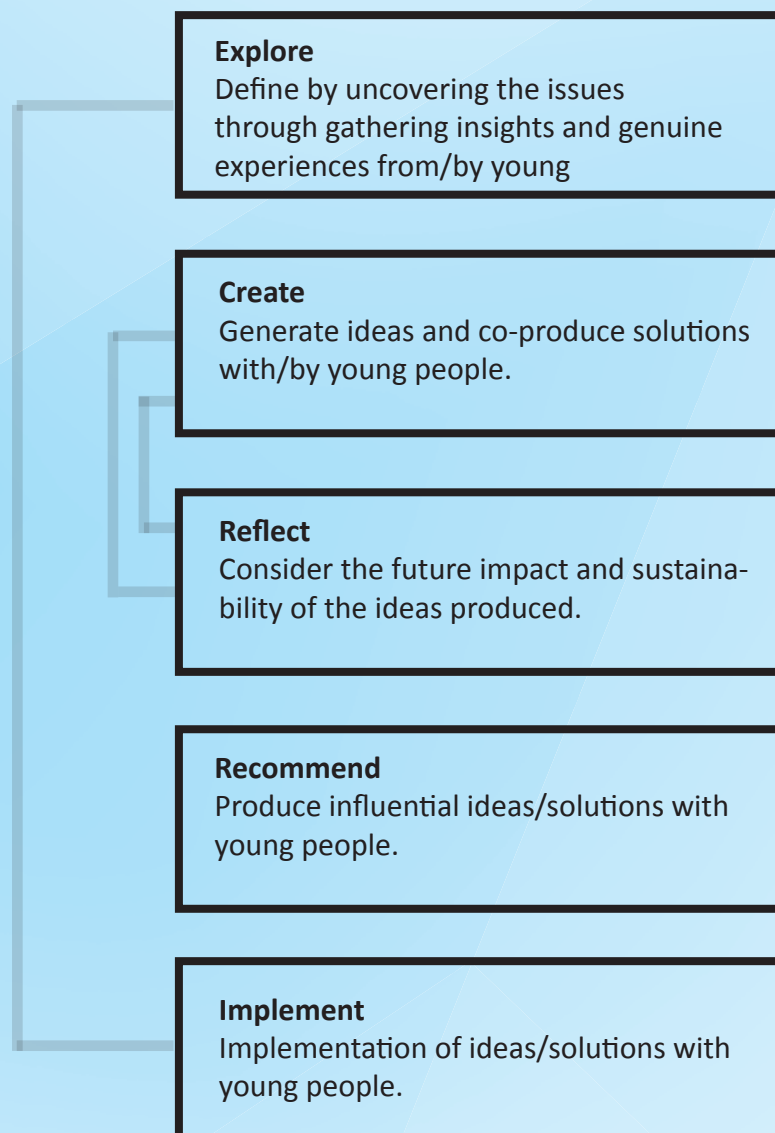 Explore
Define by uncovering the issues
through gathering insights and genuine
experiences from/by young
Create
Generate ideas and co-produce solutions
with/by young people.
Reflect
Consider the future impact and sustaina-
bility of the ideas produced.
Recommend
Produce influential ideas/solutions with
young people.
Implement
Implementation of ideas/solutions with
young people.